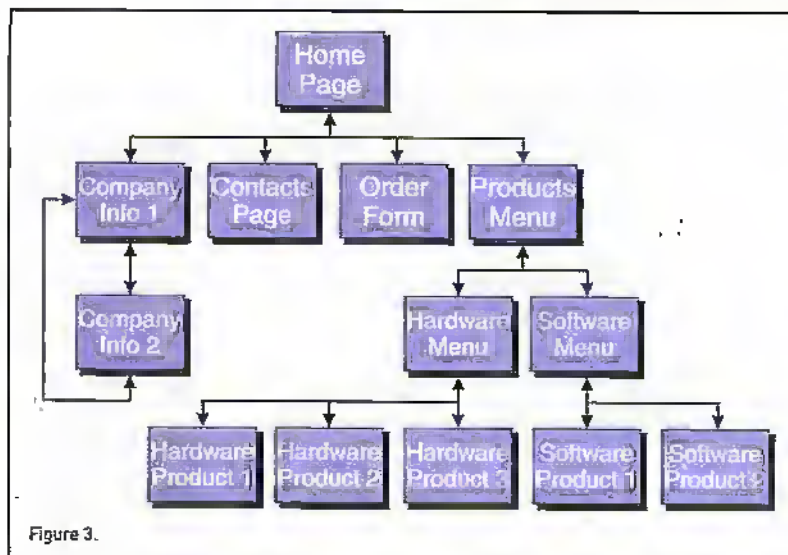 Home
Page
Company
Info 1
Contacts
Page
Order
Form
Products
Menu
Company
Info 2
Hardware
Menu
Software
Menu
Hardware
Product 1
Hardware
Product 2
Hardware
Product 3
Software
Product 1
Software
Product 2
Figure 3.